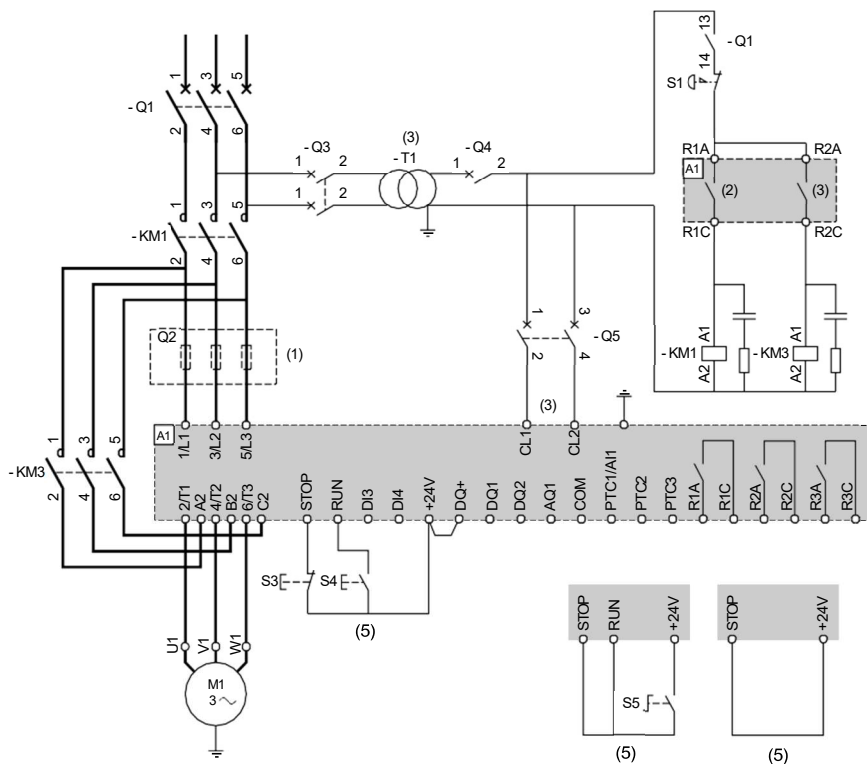 1 3 5
-Q1
2 4 6
13
-Q1
14
S1
(3)
-Q3 -T1 -Q4
1 2 1 2
1 2
R1A R2A
A1
(2) (3)
R1C R2C
1 3 5
-KM1
2 4 6
Q2
(1)
1 3
-Q5
2 4
A1 A1
-KM1 -KM3
A2 A2
(3)
A1
1/L1 3/L2 5/L3 CL1 CL2
1 3 5
-KM3
2 4 6
2/T1 A2 4/T2 B2 6/T3 C2 STOP RUN DI3 DI4 +24V DQ+ DQ1 DQ2 AQ1 COM PTC1/AI1 PTC2 PTC3 R1A R1C R2A R2C R3A R3C
S3 S4
(5)
U1 V1 W1
M1
3
STOP RUN +24V
S5
(5)
STOP +24V
(5)